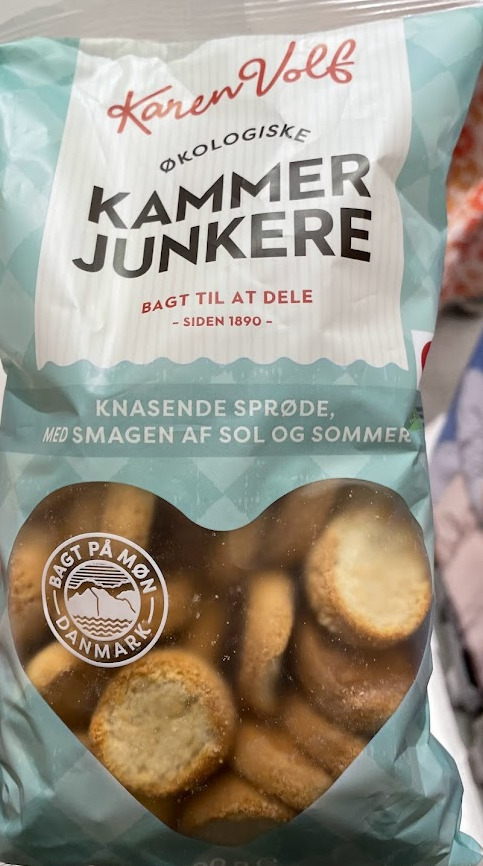 Karen Volf
ØKOLOGISKE
KAMMER
JUNKERE
BAGT TIL AT DELE
- SIDEN 1890 -
KNASENDE SPRØDE,
MED SMAGEN AF SOL OG SOMMER
BAGT PÅ MØN
DANMARK